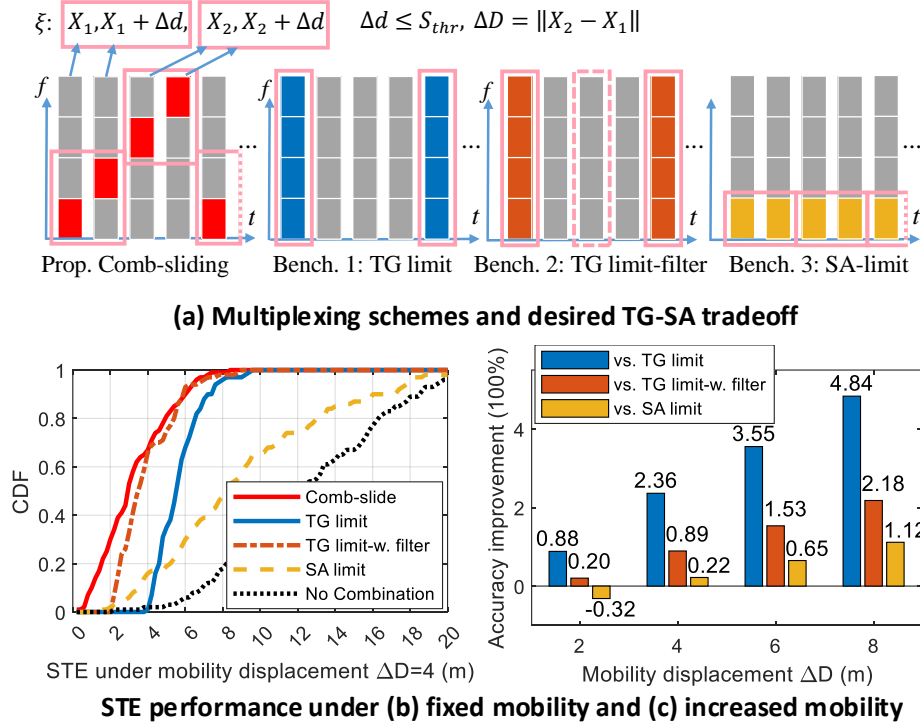 ξ: X₁,X₁ + Δd, X₂,X₂ + Δd Δd ≤ Sₜₕᵣ, ΔD = ‖X₂ − X₁‖
f f f
... ... ... ...
t t t t
Prop. Comb-sliding Bench. 1: TG limit Bench. 2: TG limit-filter Bench. 3: SA-limit
(a) Multiplexing schemes and desired TG-SA tradeoff
CDF
1
0.8
0.6
0.4
0.2
0
Comb-slide
TG limit
TG limit-w. filter
SA limit
No Combination
0 2 4 6 8 10 12 14 16 18 20
STE under mobility displacement ΔD=4 (m)
Accuracy improvement (100%)
4
2
0
vs. TG limit
vs. TG limit-w. filter
vs. SA limit
0.88 0.20 -0.32
2.36 0.89 0.22
3.55 1.53 0.65
4.84 2.18 1.12
2 4 6 8
Mobility displacement ΔD (m)
STE performance under (b) fixed mobility and (c) increased mobility